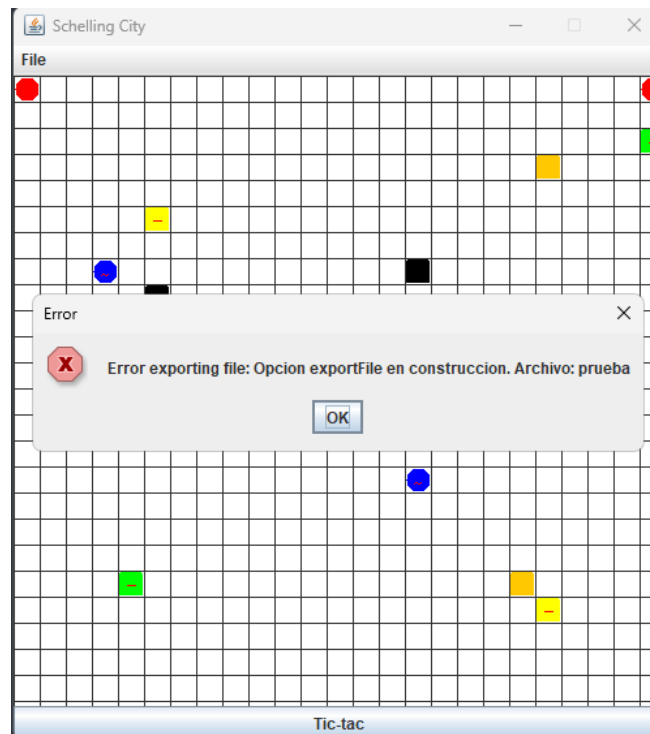 Schelling City
File
Error
Error exporting file: Opcion exportFile en construccion. Archivo: prueba
OK
Tic-tac